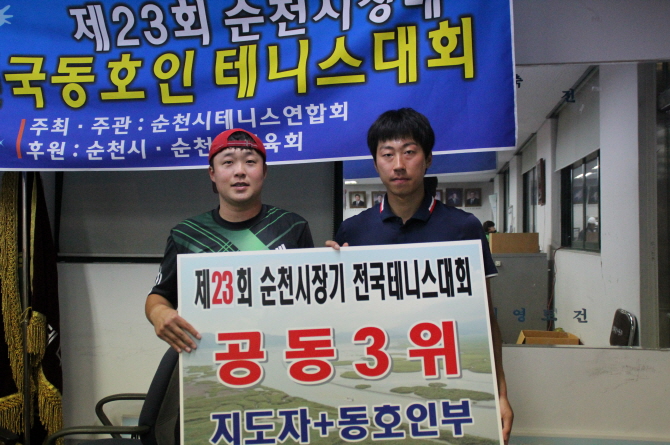 제23회 순천시장배
국동호인 테니스대회
주최·주관 : 순천시테니스연합회
후원 : 순천시·순천 육회
제23회 순천시장기 전국테니스대회
공동3위
지도자+동호인부